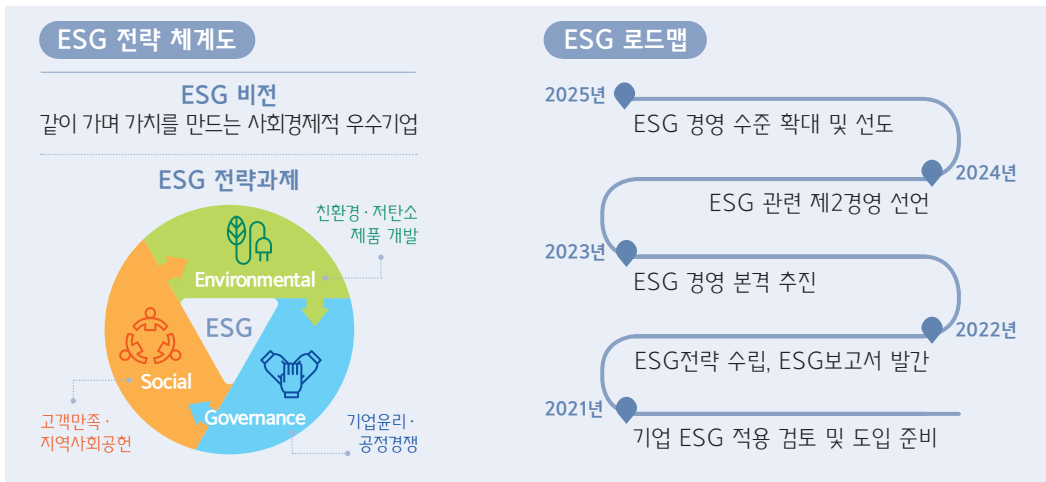 ESG 전략 체계도
ESG 비전
같이 가며 가치를 만드는 사회경제적 우수기업
ESG 전략과제
친환경·저탄소
제품 개발
Environmental
ESG
Social
Governance
고객만족·
지역사회공헌
기업윤리·
공정경쟁
ESG 로드맵
2025년
ESG 경영 수준 확대 및 선도
2024년
ESG 관련 제2경영 선언
2023년
ESG 경영 본격 추진
2022년
ESG전략 수립, ESG보고서 발간
2021년
기업 ESG 적용 검토 및 도입 준비